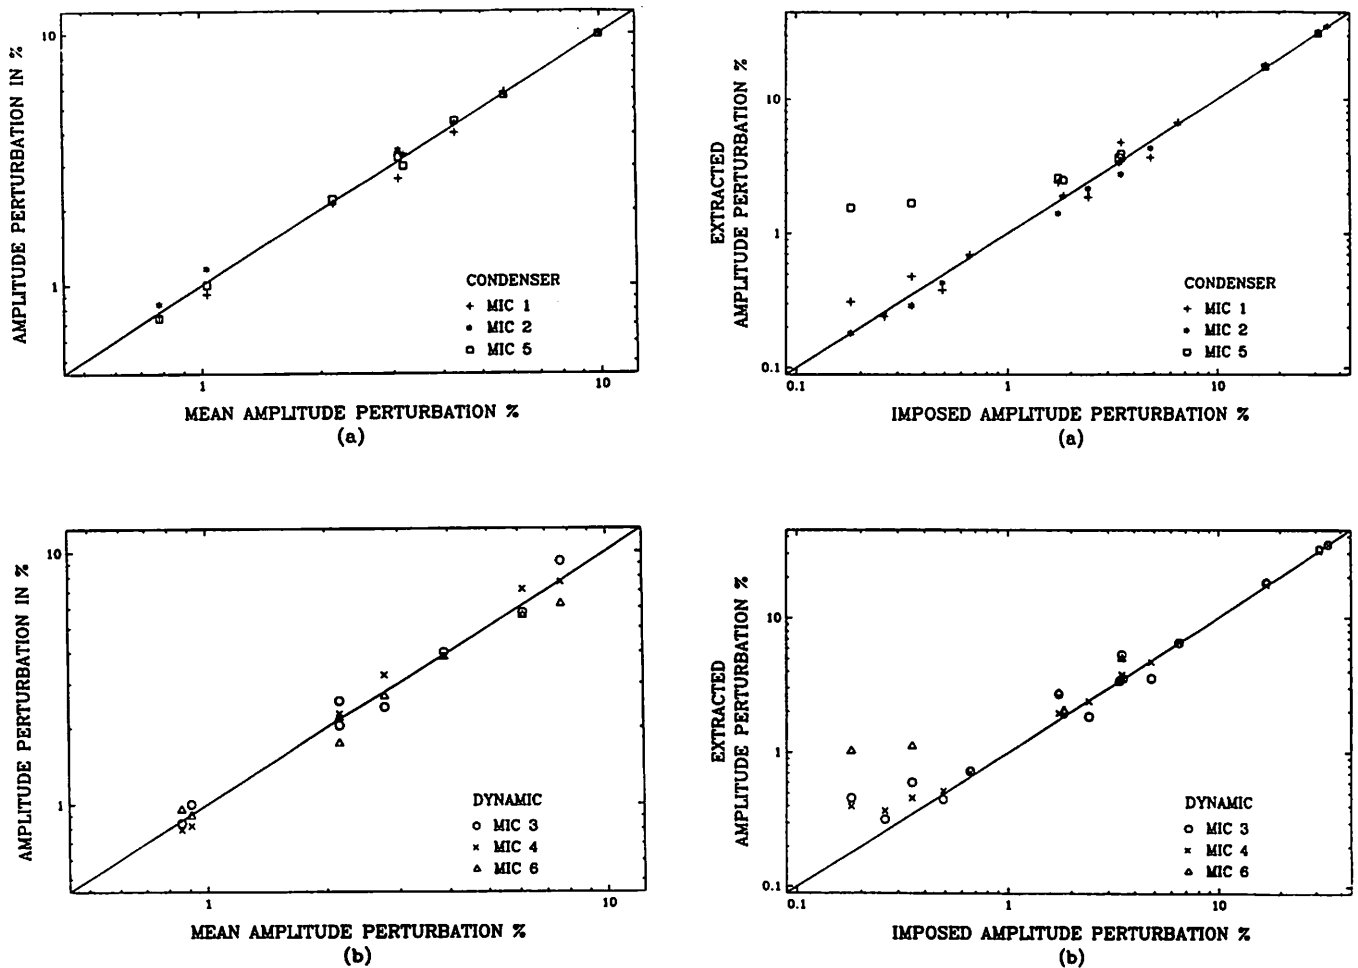 AMPLITUDE PERTURBATION IN %
10
1
CONDENSER
+ MIC 1
* MIC 2
□ MIC 5
1
10
MEAN AMPLITUDE PERTURBATION %
(a)
EXTRACTED
AMPLITUDE PERTURBATION %
10
1
0.1
CONDENSER
+ MIC 1
* MIC 2
□ MIC 5
0.1
1
10
IMPOSED AMPLITUDE PERTURBATION %
(a)
AMPLITUDE PERTURBATION IN %
10
1
DYNAMIC
○ MIC 3
× MIC 4
△ MIC 6
1
10
MEAN AMPLITUDE PERTURBATION %
(b)
EXTRACTED
AMPLITUDE PERTURBATION %
10
1
0.1
DYNAMIC
○ MIC 3
× MIC 4
△ MIC 6
0.1
1
10
IMPOSED AMPLITUDE PERTURBATION %
(b)